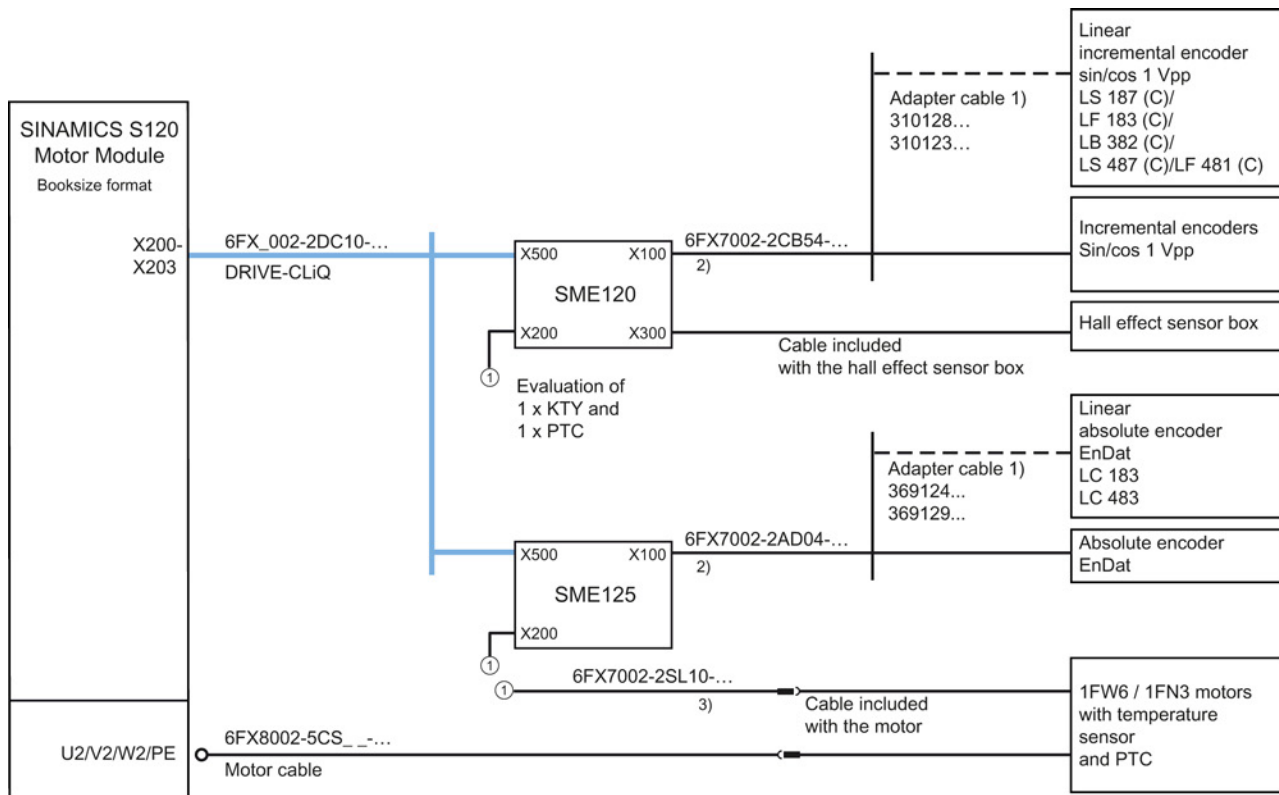 SINAMICS S120
Motor Module
Booksize format
X200-
X203
6FX_002-2DC10-...
DRIVE-CLiQ
X500
X100
SME120
X200
X300
①
Evaluation of
1 x KTY and
1 x PTC
6FX7002-2CB54-...
2)
Adapter cable 1)
310128...
310123...
Linear
incremental encoder
sin/cos 1 Vpp
LS 187 (C)/
LF 183 (C)/
LB 382 (C)/
LS 487 (C)/LF 481 (C)
Incremental encoders
Sin/cos 1 Vpp
Hall effect sensor box
Cable included
with the hall effect sensor box
X500
X100
SME125
X200
①
6FX7002-2AD04-...
2)
Adapter cable 1)
369124...
369129...
Linear
absolute encoder
EnDat
LC 183
LC 483
Absolute encoder
EnDat
①
6FX7002-2SL10-...
3)
Cable included
with the motor
1FW6 / 1FN3 motors
with temperature
sensor
and PTC
U2/V2/W2/PE
6FX8002-5CS_ _-...
Motor cable